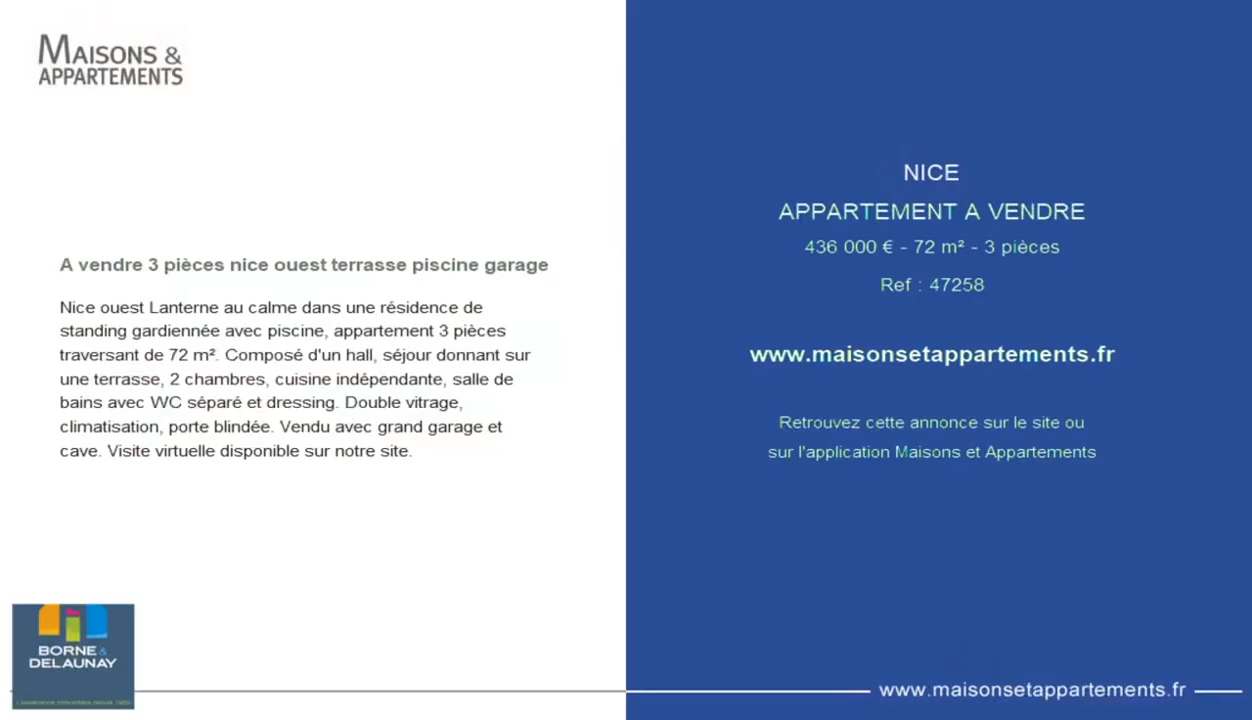 MAISONS &
APPARTEMENTS
A vendre 3 pièces nice ouest terrasse piscine garage
Nice ouest Lanterne au calme dans une résidence de
standing gardiennée avec piscine, appartement 3 pièces
traversant de 72 m². Composé d'un hall, séjour donnant sur
une terrasse, 2 chambres, cuisine indépendante, salle de
bains avec WC séparé et dressing. Double vitrage,
climatisation, porte blindée. Vendu avec grand garage et
cave. Visite virtuelle disponible sur notre site.
BORNE &
DELAUNAY
NICE
APPARTEMENT A VENDRE
436 000 € - 72 m² - 3 pièces
Ref : 47258
www.maisonsetappartements.fr
Retrouvez cette annonce sur le site ou
sur l'application Maisons et Appartements
www.maisonsetappartements.fr